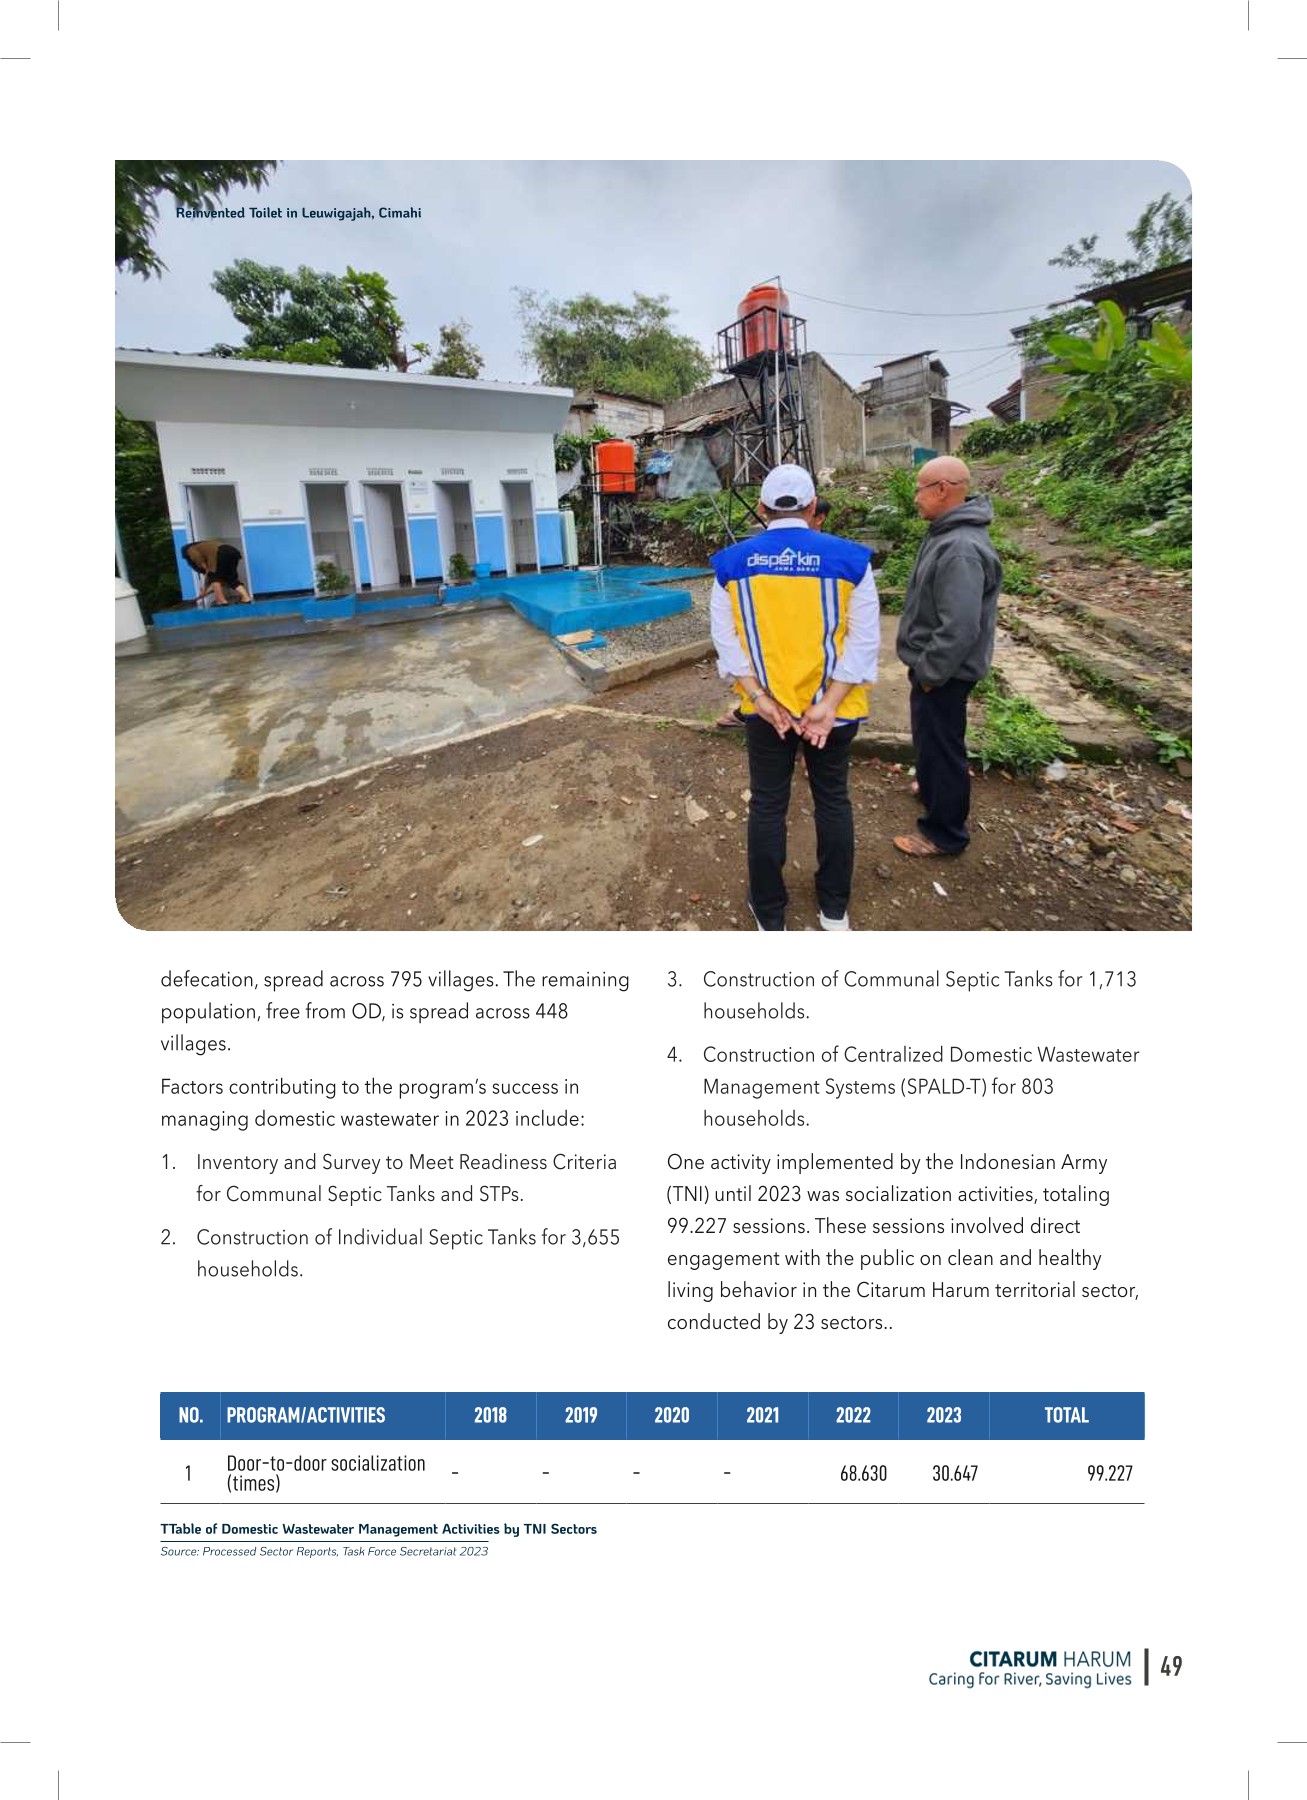 Reinvented Toilet in Leuwigajah, Cimahi
disperkin
JAWA BARAT
defecation, spread across 795 villages. The remaining
population, free from OD, is spread across 448
villages.
Factors contributing to the program's success in
managing domestic wastewater in 2023 include:
1. Inventory and Survey to Meet Readiness Criteria
for Communal Septic Tanks and STPs.
2. Construction of Individual Septic Tanks for 3,655
households.
3. Construction of Communal Septic Tanks for 1,713
households.
4. Construction of Centralized Domestic Wastewater
Management Systems (SPALD-T) for 803
households.
One activity implemented by the Indonesian Army
(TNI) until 2023 was socialization activities, totaling
99.227 sessions. These sessions involved direct
engagement with the public on clean and healthy
living behavior in the Citarum Harum territorial sector,
conducted by 23 sectors..
NO. PROGRAM/ACTIVITIES 2018 2019 2020 2021 2022 2023 TOTAL
1 Door-to-door socialization (times) - - - - 68.630 30.647 99.227
TTable of Domestic Wastewater Management Activities by TNI Sectors
Source: Processed Sector Reports, Task Force Secretariat 2023
CITARUM HARUM
Caring for River, Saving Lives
49